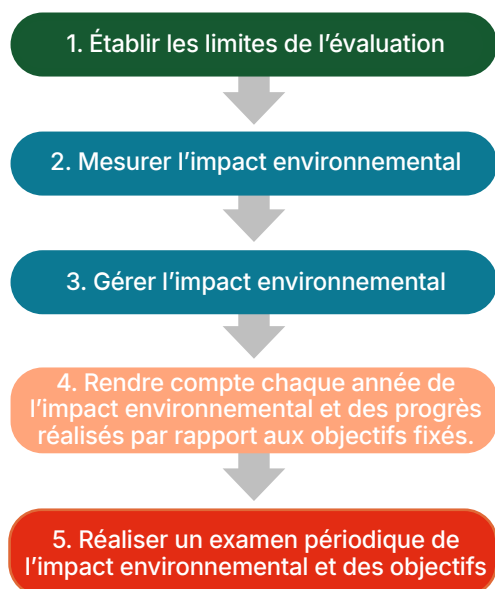 1. Établir les limites de l’évaluation
2. Mesurer l’impact environnemental
3. Gérer l’impact environnemental
4. Rendre compte chaque année de
l’impact environnemental et des progrès
réalisés par rapport aux objectifs fixés.
5. Réaliser un examen périodique de
l’impact environnemental et des objectifs